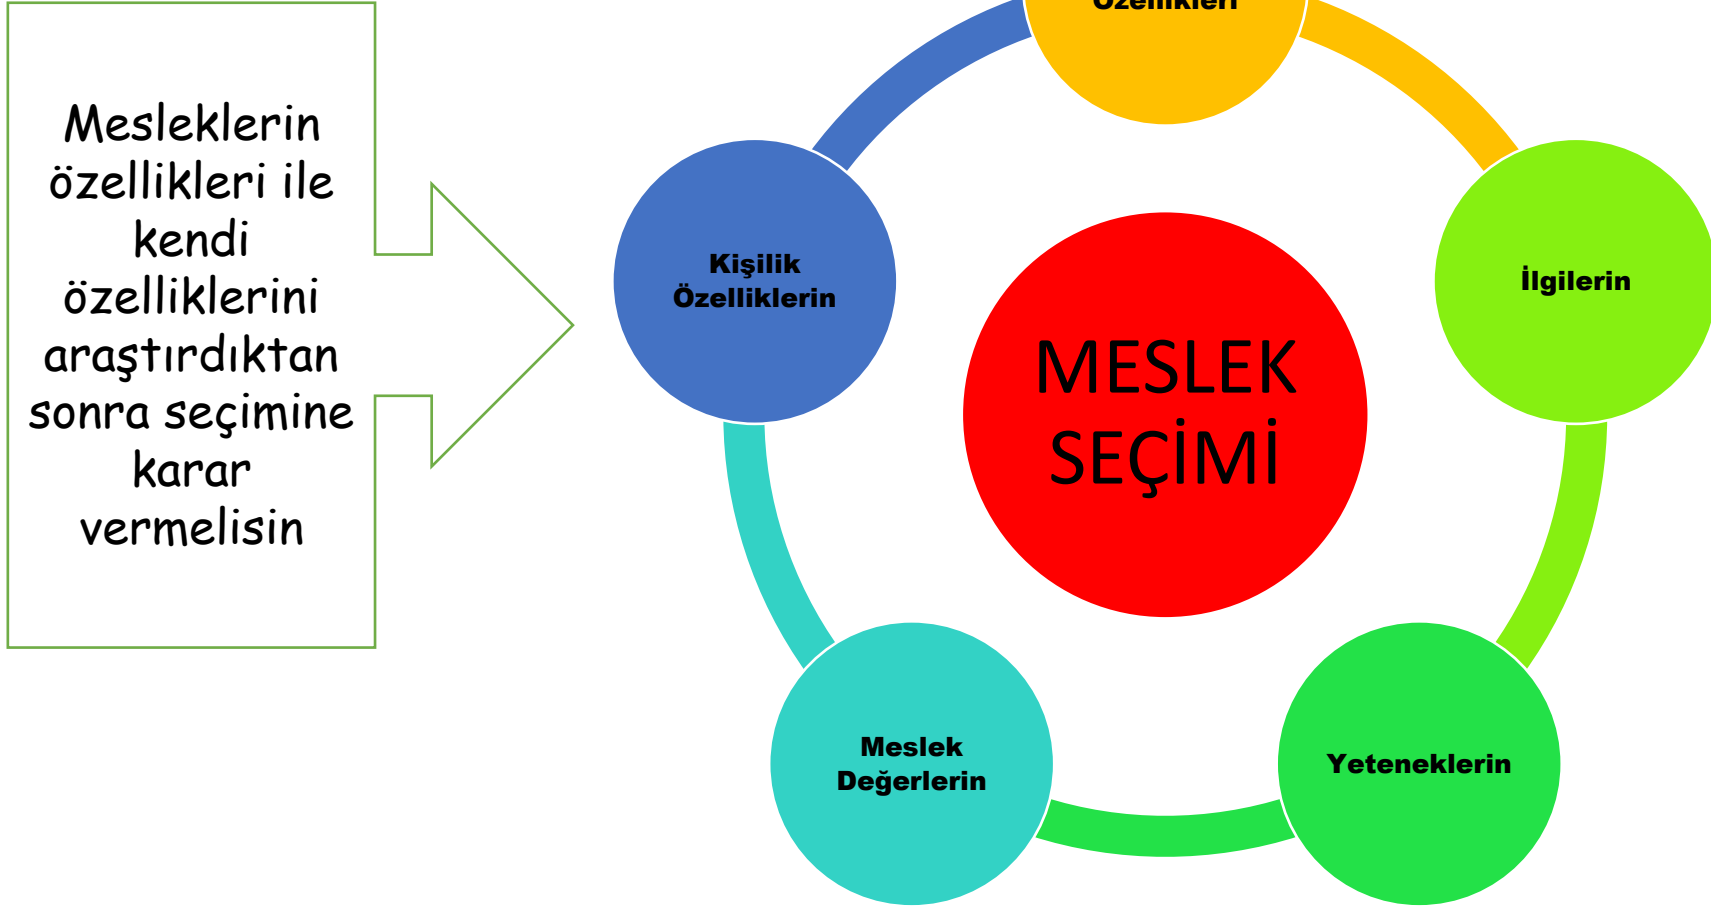 Mesleklerin
özellikleri ile
kendi
özelliklerini
araştırdıktan
sonra seçimine
karar
vermelisin
Özellikleri
Kişilik
Özelliklerin
İlgilerin
MESLEK
SEÇİMİ
Meslek
Değerlerin
Yeteneklerin